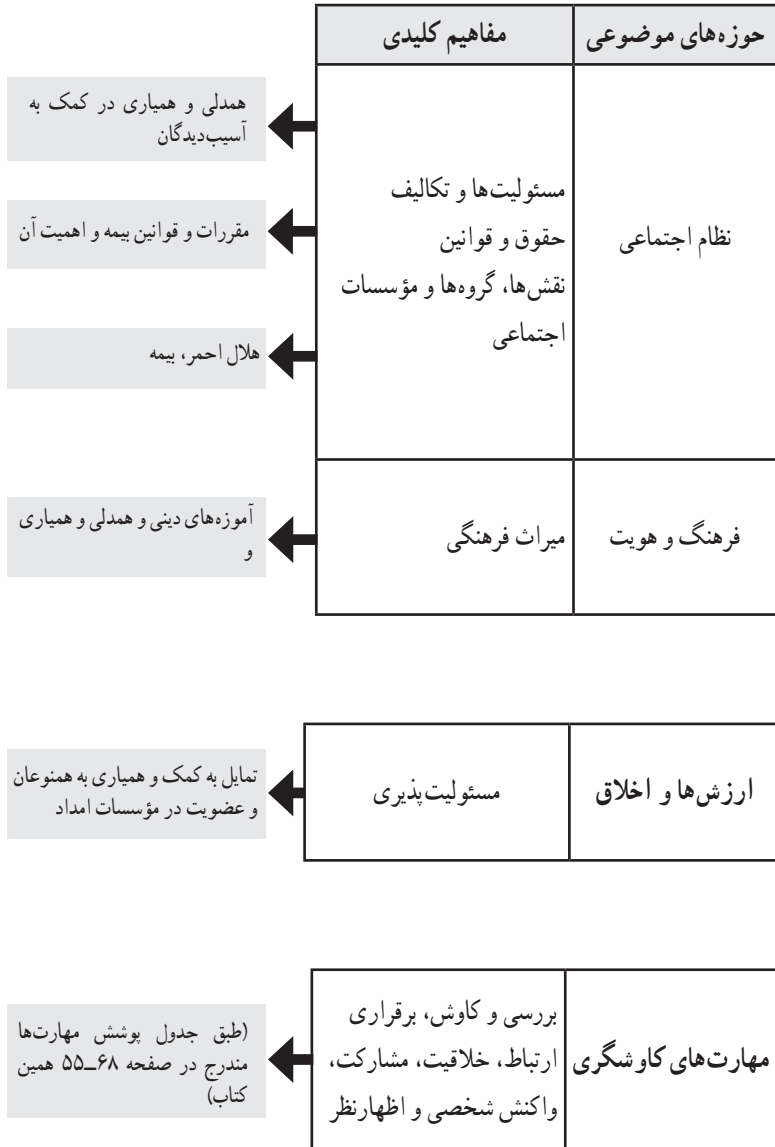 حوزه‌های موضوعی
مفاهیم کلیدی
نظام اجتماعی
مسئولیت‌ها و تکالیف
حقوق و قوانین
نقش‌ها، گروه‌ها و مؤسسات
اجتماعی
همدلی و همیاری در کمک به
آسیب‌دیدگان
مقررات و قوانین بیمه و اهمیت آن
هلال احمر، بیمه
فرهنگ و هویت
میراث فرهنگی
آموزه‌های دینی و همدلی و همیاری
و
ارزش‌ها و اخلاق
مسئولیت‌پذیری
تمایل به کمک و همیاری به همنوعان
و عضویت در مؤسسات امداد
مهارت‌های کاوشگری
بررسی و کاوش، برقراری
ارتباط، خلاقیت، مشارکت،
واکنش شخصی و اظهارنظر
(طبق جدول پوشش مهارت‌ها
مندرج در صفحه ۶۸ــ۵۵ همین
کتاب)